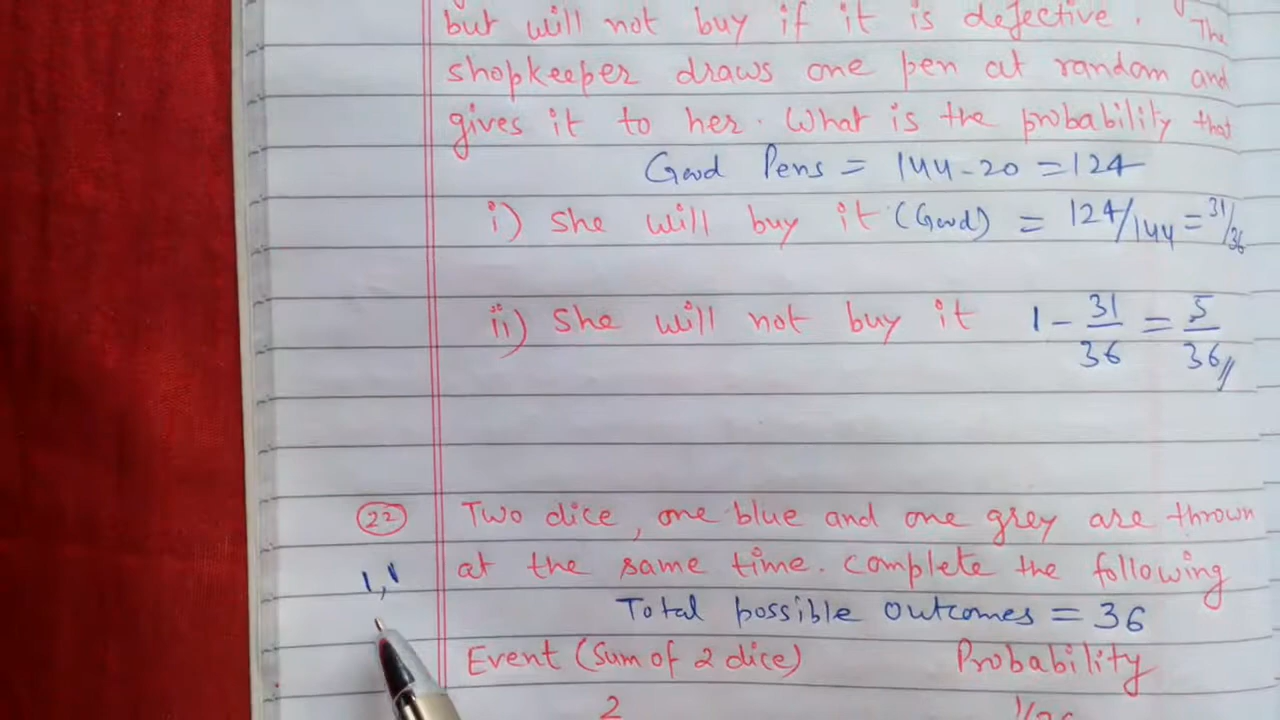 but will not buy if it is defective. The
shopkeeper draws one pen at random and
gives it to her. What is the probability that
Good Pens = 144-20 = 124
i) She will buy it (Good) = 124/144 = 31/36
ii) She will not buy it 1 - 31/36 = 5/36//
22 Two dice, one blue and one grey are thrown
1,1 at the same time. Complete the following
Total possible outcomes = 36
Event (Sum of 2 dice) Probability
2 1/36